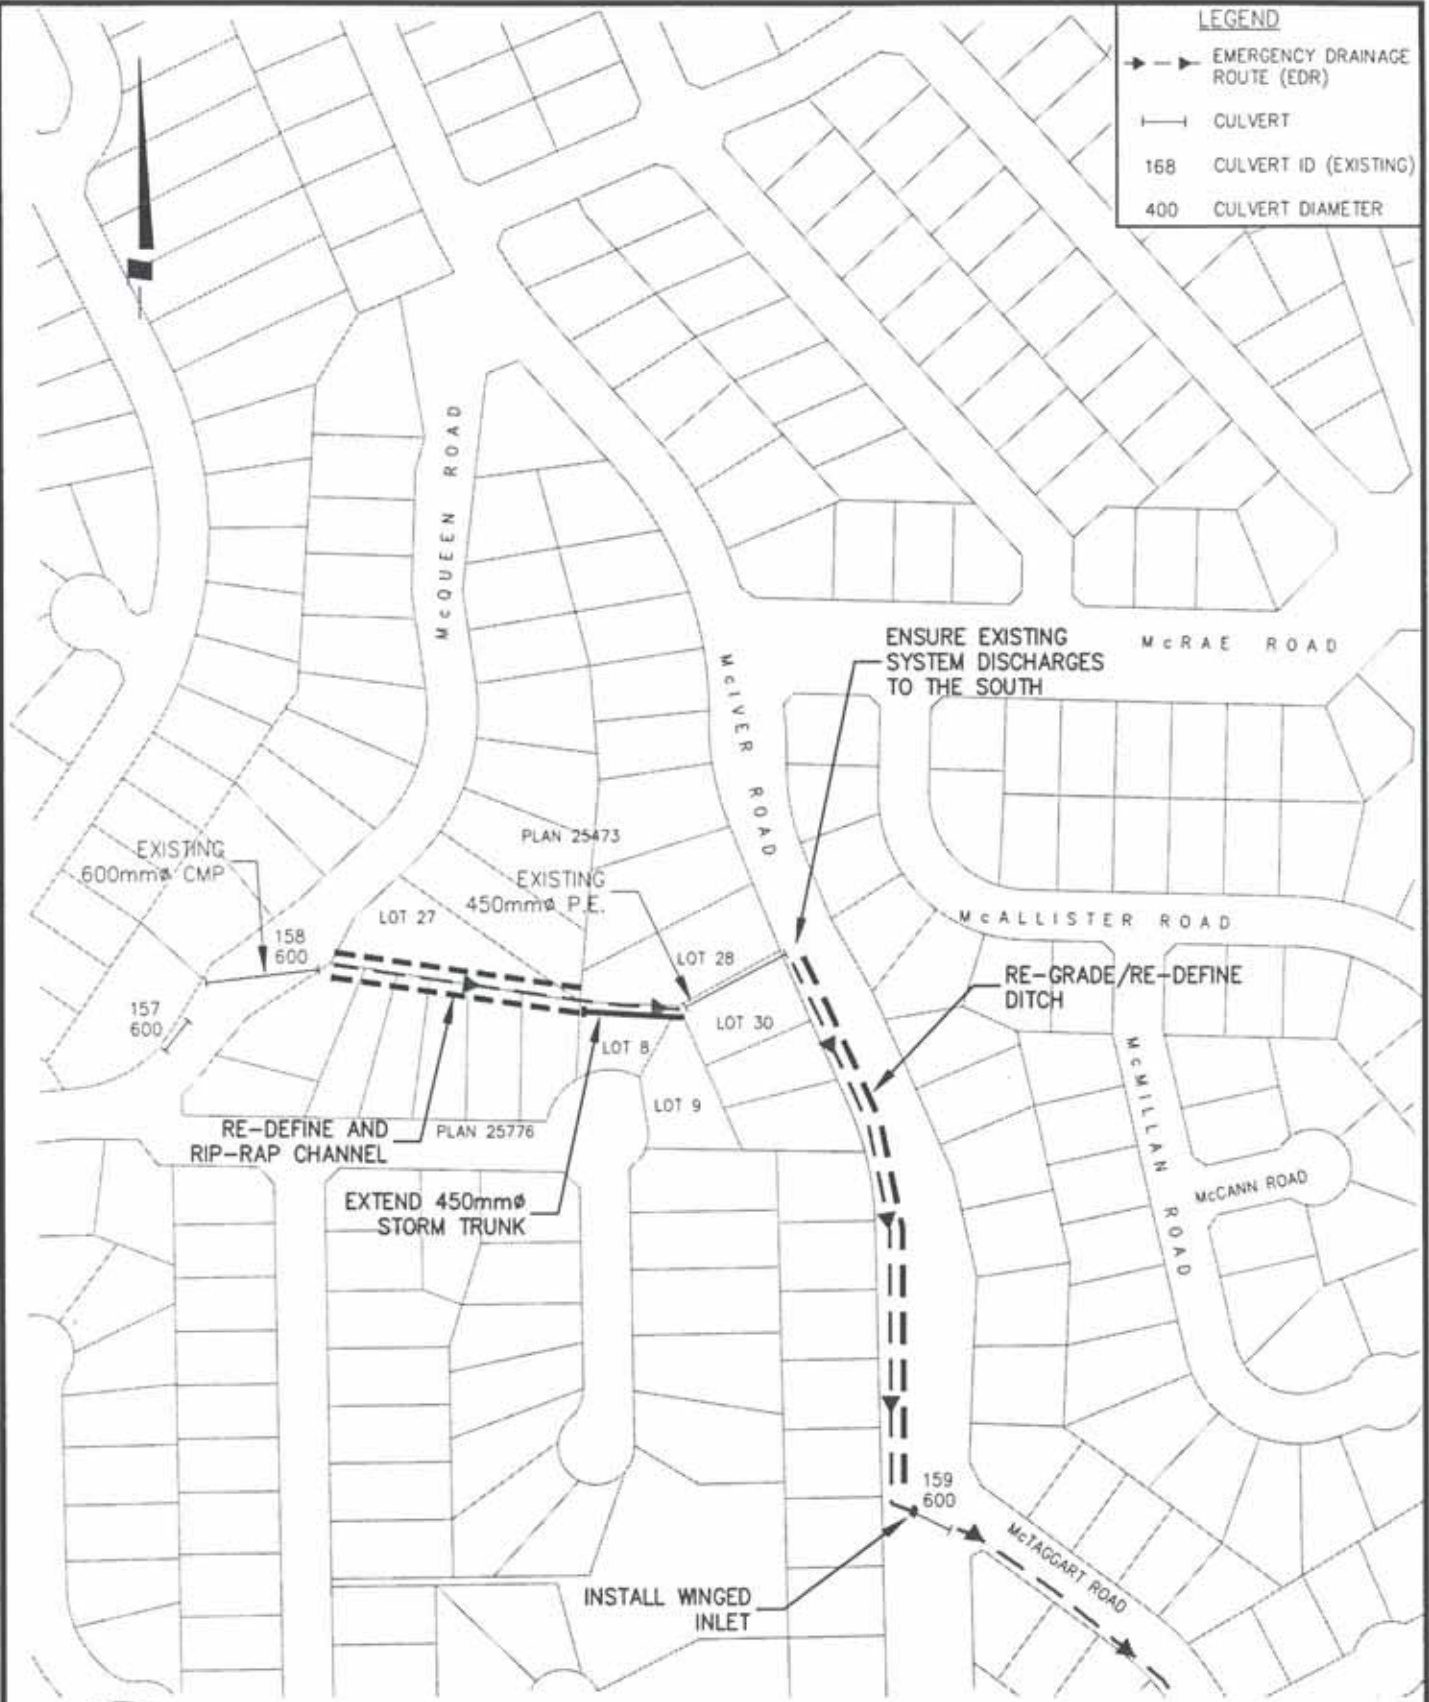 LEGEND
EMERGENCY DRAINAGE
ROUTE (EDR)
CULVERT
168 CULVERT ID (EXISTING)
400 CULVERT DIAMETER
McQUEEN ROAD
McIVER ROAD
ENSURE EXISTING
SYSTEM DISCHARGES
TO THE SOUTH
McRAE ROAD
PLAN 25473
EXISTING
600mmø CMP
EXISTING
450mmø P.E.
LOT 27
158
600
LOT 28
McALLISTER ROAD
RE-GRADE/RE-DEFINE
DITCH
157
600
LOT 30
LOT 8
LOT 9
McMILLAN ROAD
RE-DEFINE AND
RIP-RAP CHANNEL
PLAN 25776
McCANN ROAD
EXTEND 450mmø
STORM TRUNK
159
600
McTAGGART ROAD
INSTALL WINGED
INLET